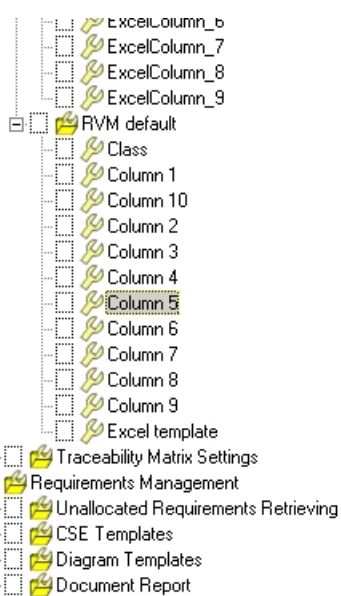 ExcelColumn_6
ExcelColumn_7
ExcelColumn_8
ExcelColumn_9
RVM default
Class
Column 1
Column 10
Column 2
Column 3
Column 4
Column 5
Column 6
Column 7
Column 8
Column 9
Excel template
Traceability Matrix Settings
Requirements Management
Unallocated Requirements Retrieving
CSE Templates
Diagram Templates
Document Report